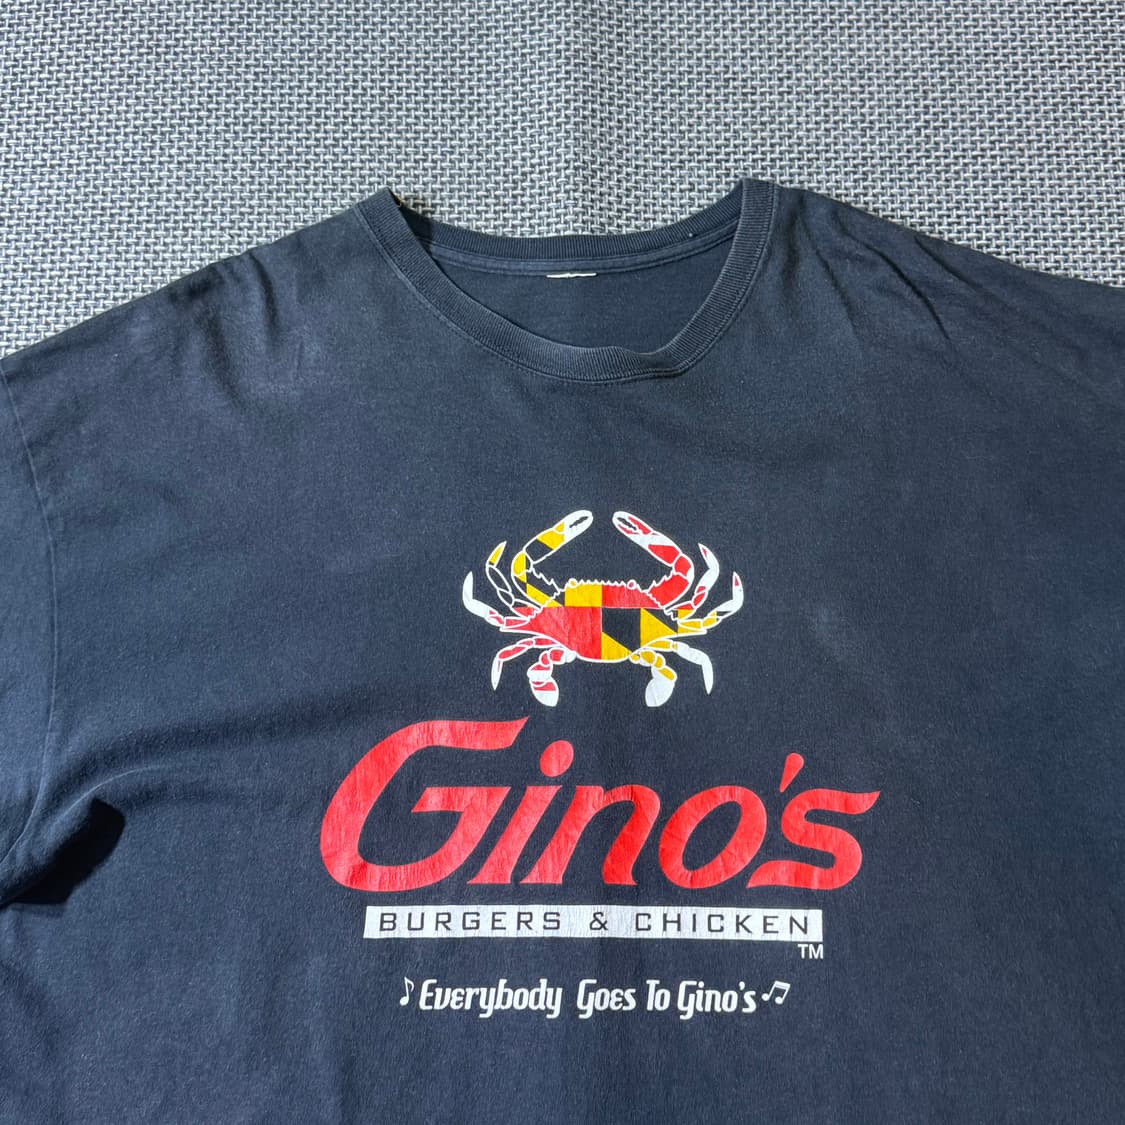 Gino's
BURGERS & CHICKEN
TM
Everybody Goes To Gino's